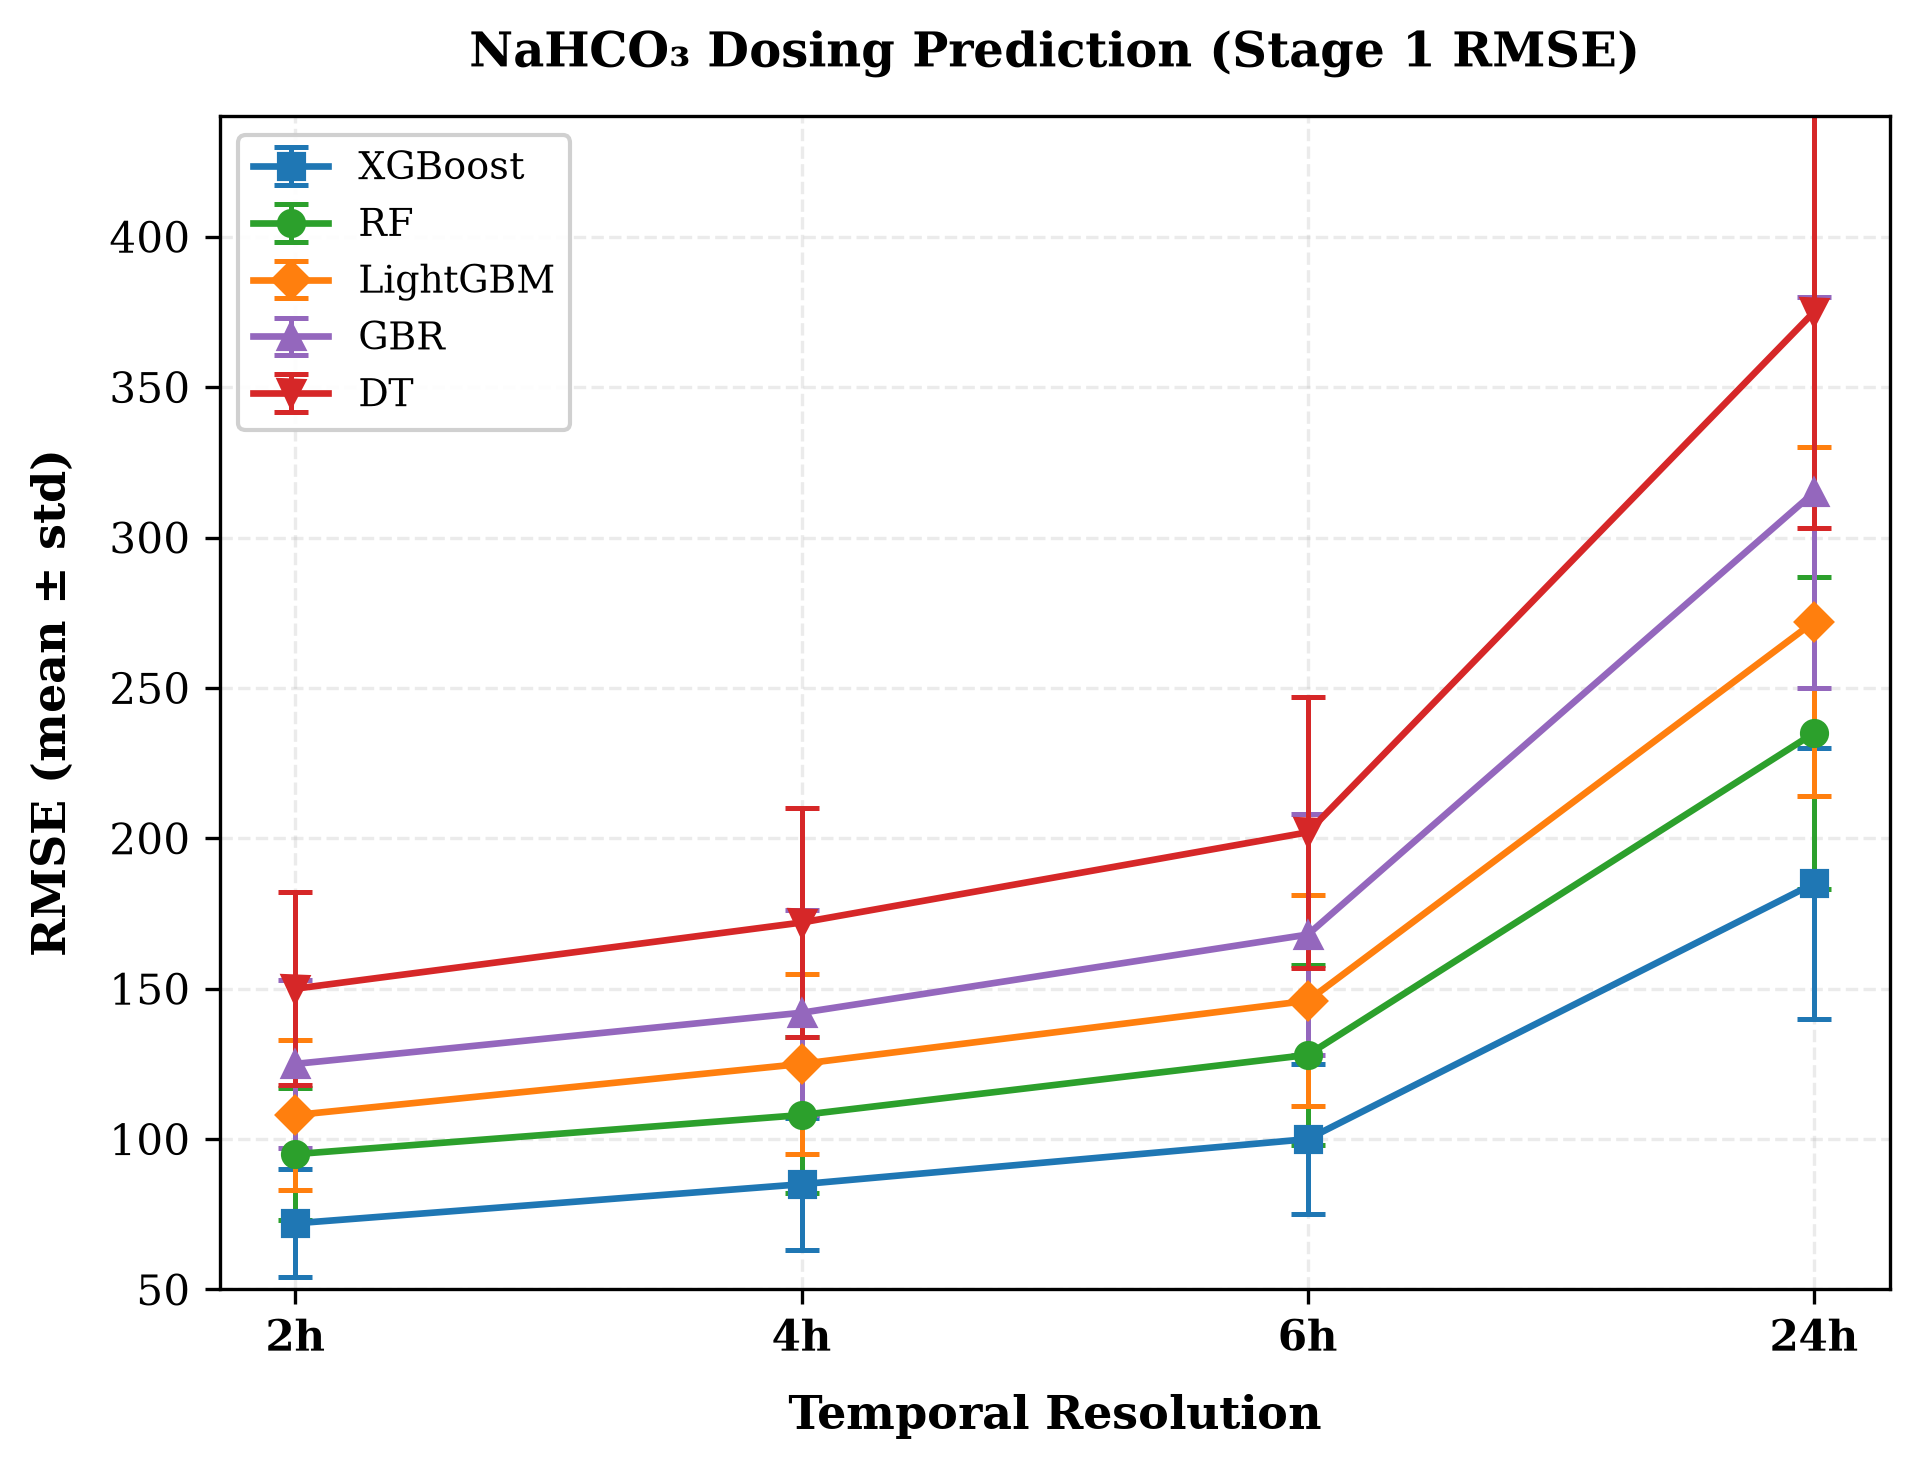 NaHCO₃ Dosing Prediction (Stage 1 RMSE)
XGBoost
RF
LightGBM
GBR
DT
RMSE (mean ± std)
400
350
300
250
200
150
100
50
2h 4h 6h 24h
Temporal Resolution